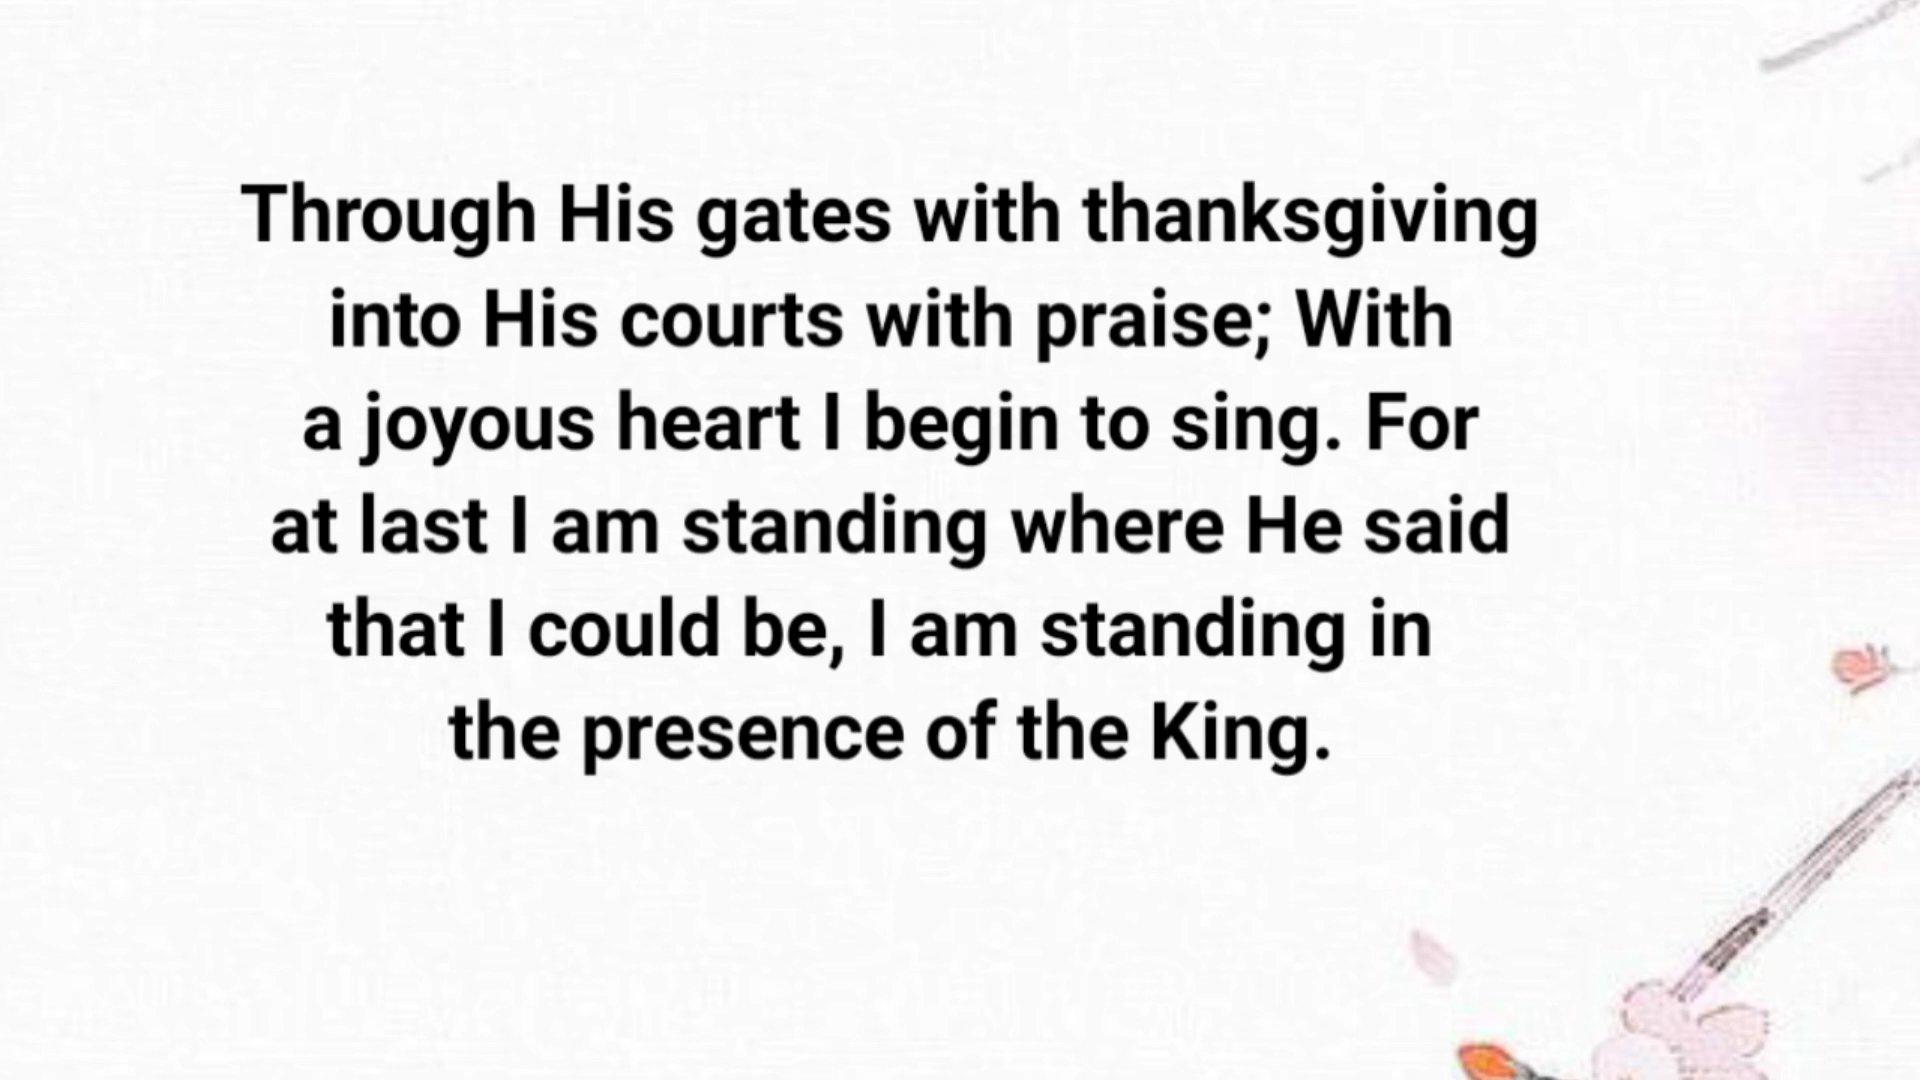 Through His gates with thanksgiving
into His courts with praise; With
a joyous heart I begin to sing. For
at last I am standing where He said
that I could be, I am standing in
the presence of the King.